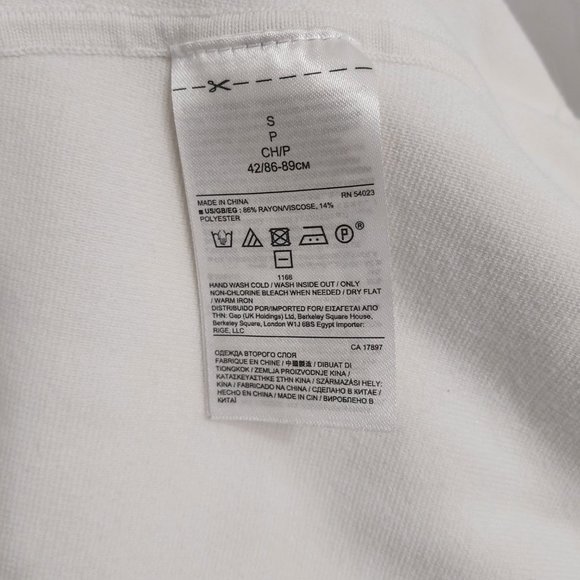 S
P
CH/P
42/86-89CM
MADE IN CHINA RN 54023
■ US/GB/EG : 86% RAYON/VISCOSE, 14%
POLYESTER
P
1168
HAND WASH COLD / WASH INSIDE OUT / ONLY
NON-CHLORINE BLEACH WHEN NEEDED / DRY FLAT
/ WARM IRON
DISTRIBUIDO POR/IMPORTED FOR/ ΕΙΣΑΓΕΤΑΙ ΑΠΟ
ΤΗΝ: Gap (UK Holdings) Ltd, Berkeley Square House,
Berkeley Square, London W1J 6BS Egypt Importer:
RIGE, LLC
CA 17897
ОДЕЖДА ВТОРОГО СЛОЯ
FABRIQUE EN CHINE / 中國製造 / DIBUAT DI
TIONGKOK / ZEMLJA PROIZVODNJE KINA /
ΚΑΤΑΣΚΕΥΑΣΤΗΚΕ ΣΤΗΝ ΚΙΝΑ / SZÁRMAZÁSI HELY:
KÍNA / FABRICADO NA CHINA / СДЕЛАНО В КИТАЕ /
HECHO EN CHINA / MADE IN CIN / ВИРОБЛЕНО В
КИТАЇ